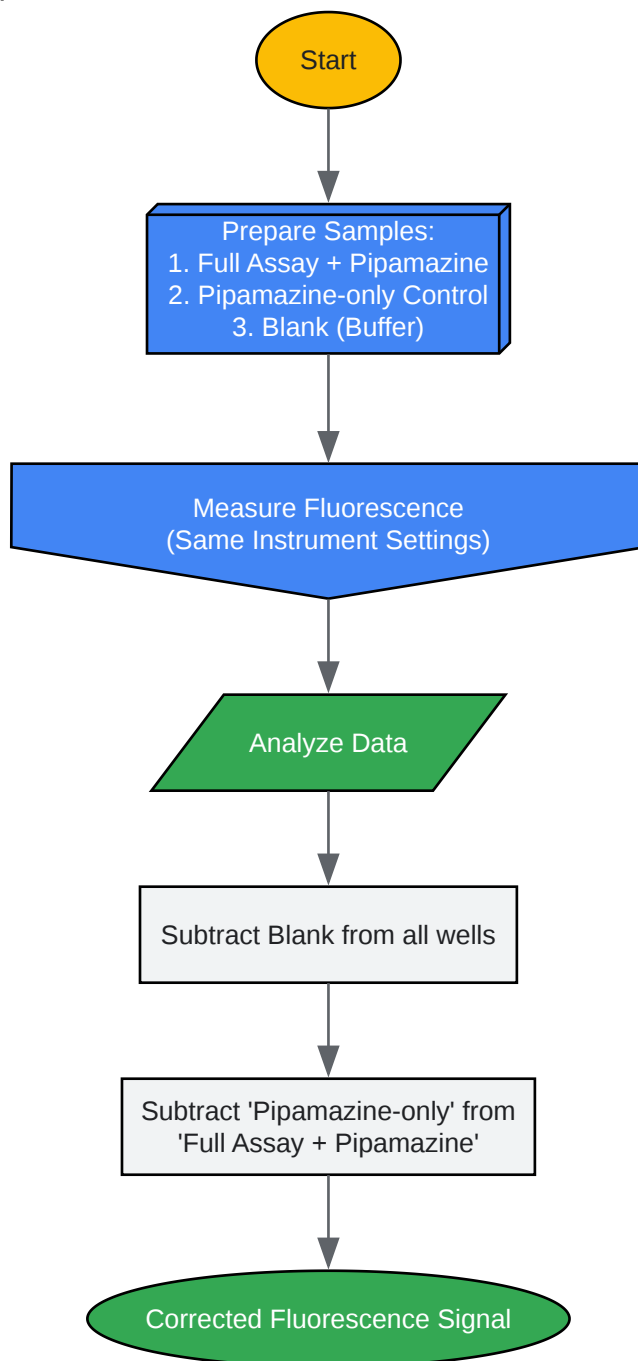 Start
Prepare Samples:
1. Full Assay + Pipamazine
2. Pipamazine-only Control
3. Blank (Buffer)
Measure Fluorescence
(Same Instrument Settings)
Analyze Data
Subtract Blank from all wells
Subtract 'Pipamazine-only' from
'Full Assay + Pipamazine'
Corrected Fluorescence Signal